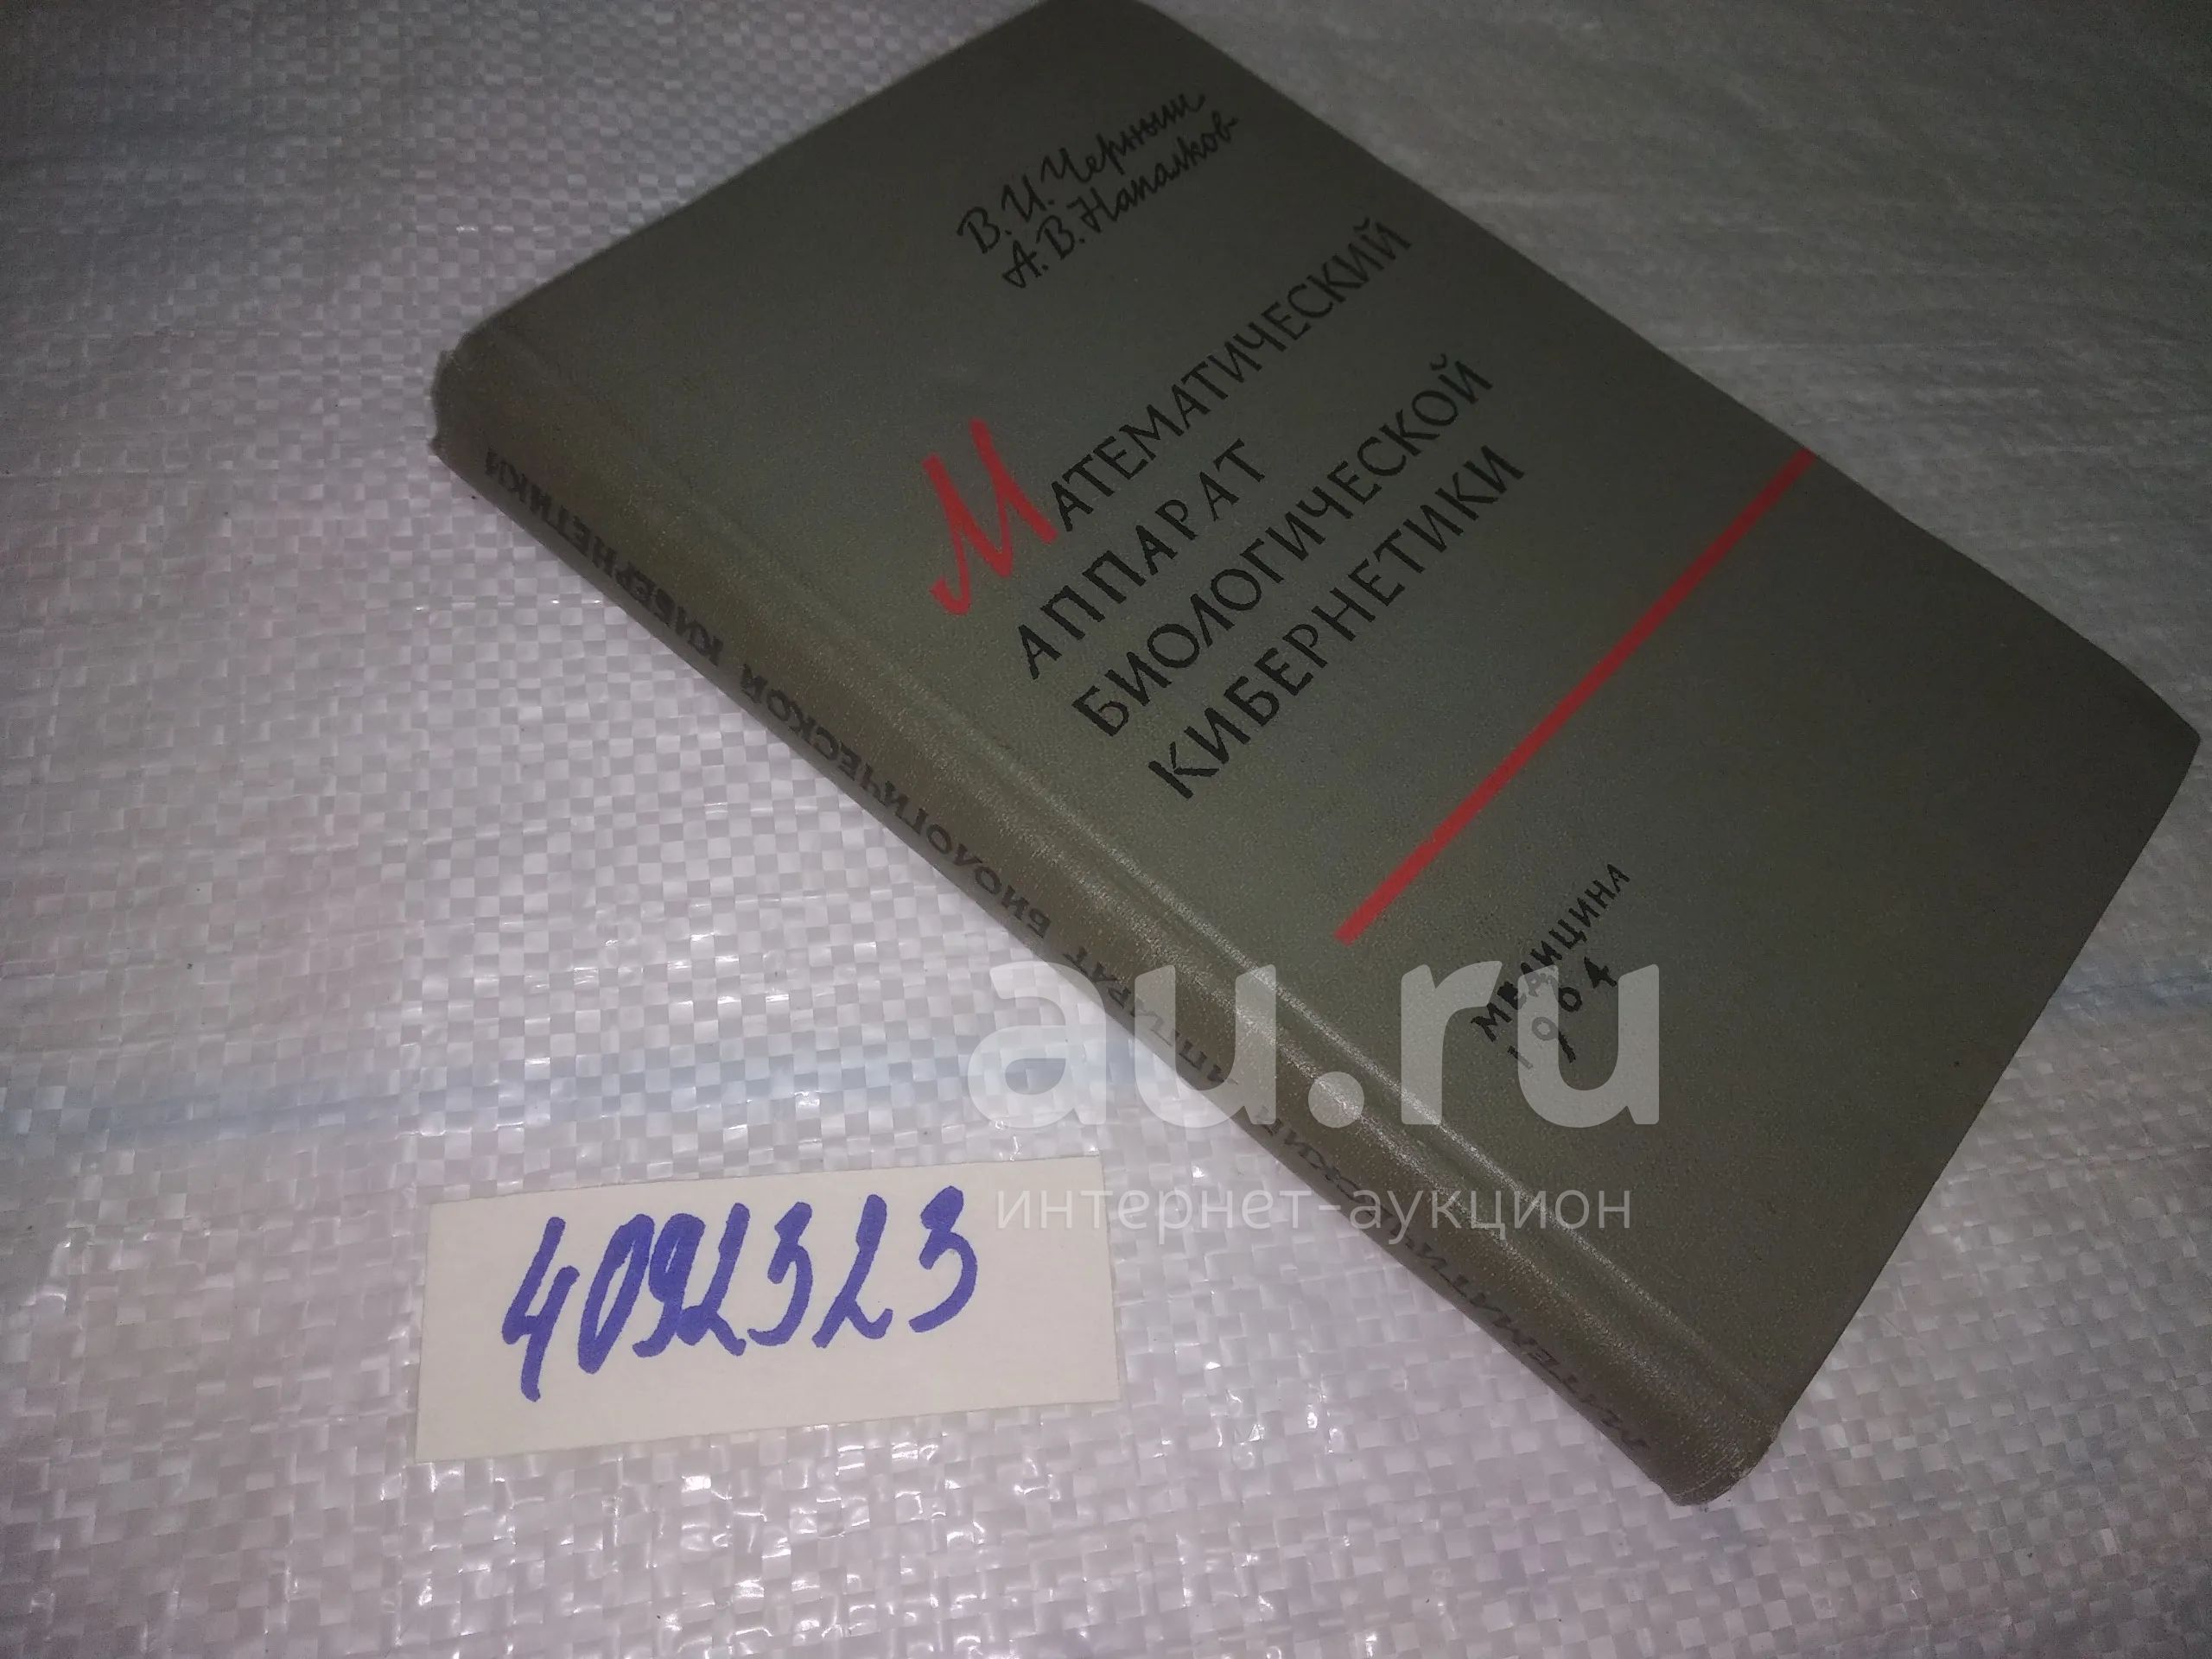 В. И. Черныш
А. В. Напалков
МАТЕМАТИЧЕСКИЙ
АППАРАТ
БИОЛОГИЧЕСКОЙ
КИБЕРНЕТИКИ
МЕДИЦИНА
1964
МАТЕМАТИЧЕСКИЙ АППАРАТ БИОЛОГИЧЕСКОЙ КИБЕРНЕТИКИ
au.ru
интернет-аукцион
4092323